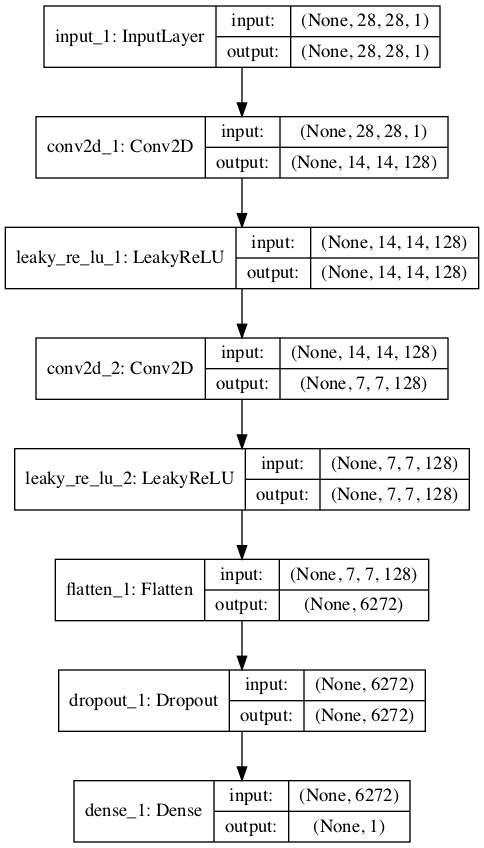 input_1: InputLayer
input:
(None, 28, 28, 1)
output:
(None, 28, 28, 1)
conv2d_1: Conv2D
input:
(None, 28, 28, 1)
output:
(None, 14, 14, 128)
leaky_re_lu_1: LeakyReLU
input:
(None, 14, 14, 128)
output:
(None, 14, 14, 128)
conv2d_2: Conv2D
input:
(None, 14, 14, 128)
output:
(None, 7, 7, 128)
leaky_re_lu_2: LeakyReLU
input:
(None, 7, 7, 128)
output:
(None, 7, 7, 128)
flatten_1: Flatten
input:
(None, 7, 7, 128)
output:
(None, 6272)
dropout_1: Dropout
input:
(None, 6272)
output:
(None, 6272)
dense_1: Dense
input:
(None, 6272)
output:
(None, 1)